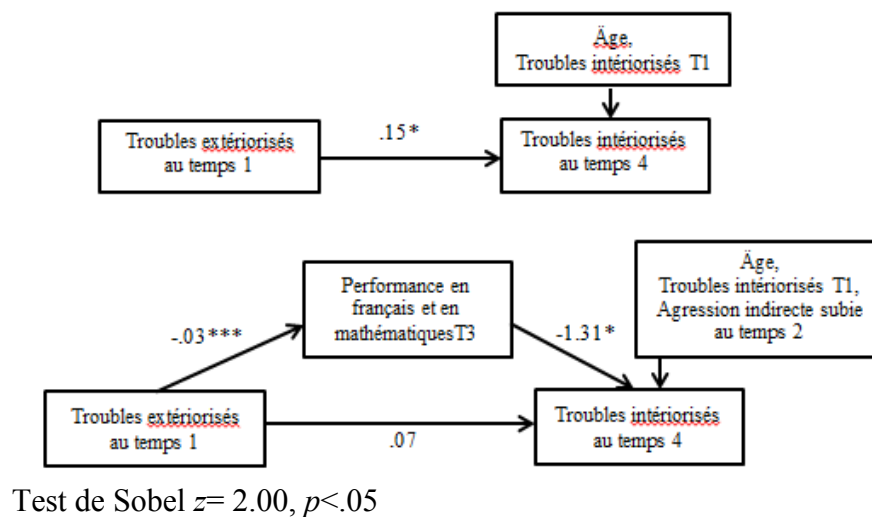 Äge,
Troubles intériorisés T1
Troubles extériorisés
au temps 1
.15*
Troubles intériorisés
au temps 4
Äge,
Troubles intériorisés T1,
Agression indirecte subie
au temps 2
Performance en
français et en
mathématiquesT3
-.03***
-1.31*
Troubles extériorisés
au temps 1
.07
Troubles intériorisés
au temps 4
Test de Sobel z= 2.00, p<.05